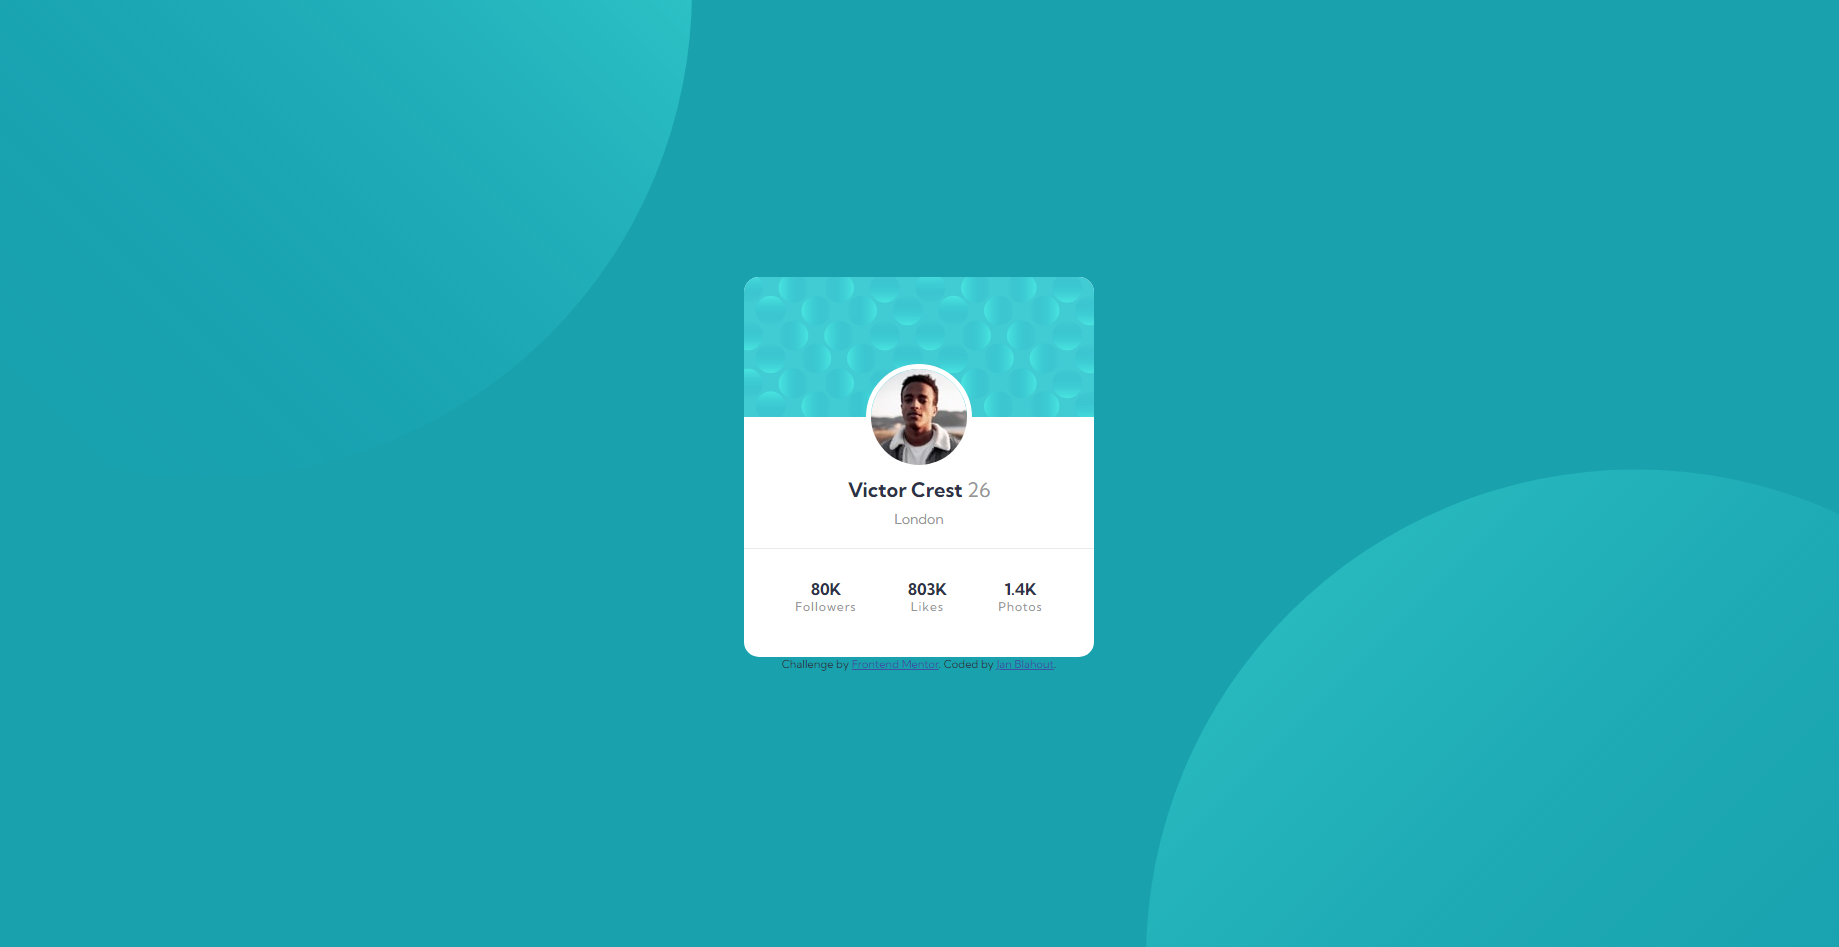 Victor Crest 26
London
80K 803K 1.4K
Followers Likes Photos
Challenge by Frontend Mentor. Coded by Jan Blahout.